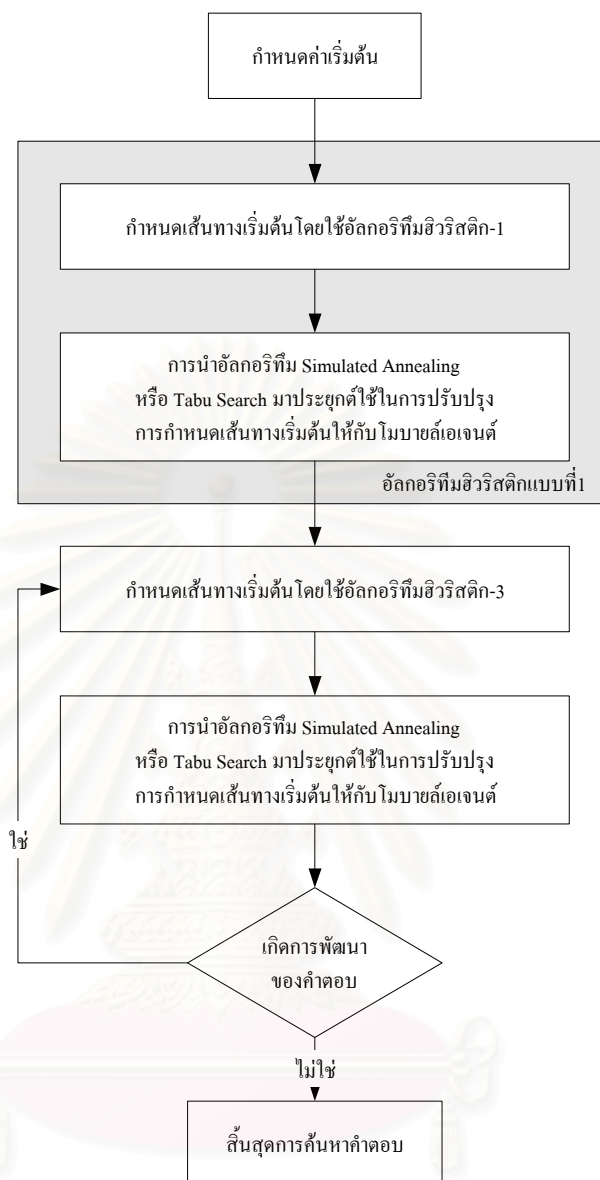 กำหนดค่าเริ่มต้น
กำหนดเส้นทางเริ่มต้นโดยใช้อัลกอริทึมฮิวริสติก-1
การนำอัลกอริทึม Simulated Annealing
หรือ Tabu Search มาประยุกต์ใช้ในการปรับปรุง
การกำหนดเส้นทางเริ่มต้นให้กับโมบายล์เอเจนต์
อัลกอริทึมฮิวริสติกแบบที่1
กำหนดเส้นทางเริ่มต้นโดยใช้อัลกอริทึมฮิวริสติก-3
การนำอัลกอริทึม Simulated Annealing
หรือ Tabu Search มาประยุกต์ใช้ในการปรับปรุง
การกำหนดเส้นทางเริ่มต้นให้กับโมบายล์เอเจนต์
ใช่
เกิดการพัฒนา
ของคำตอบ
ไม่ใช่
สิ้นสุดการค้นหาคำตอบ